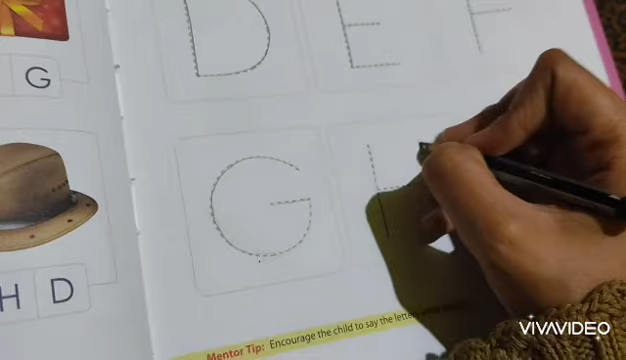 D E F
G
G H
H D
Mentor Tip: Encourage the child to say the letter
VIVAVIDEO